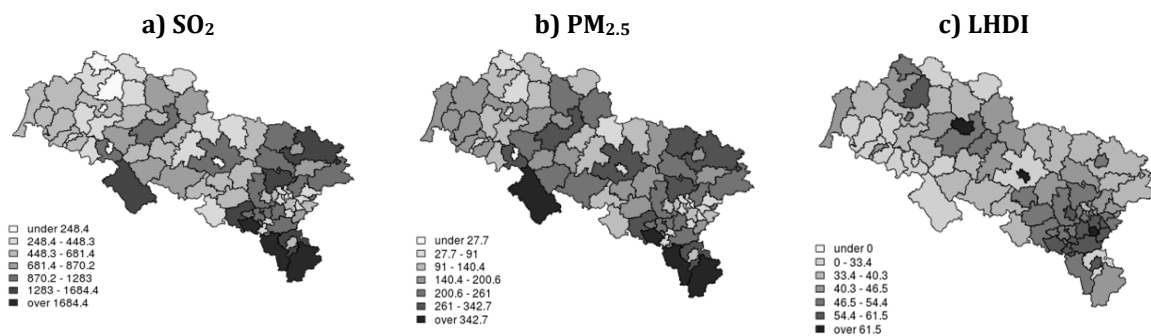 a) SO₂
under 248.4
248.4 - 448.3
448.3 - 681.4
681.4 - 870.2
870.2 - 1283
1283 - 1684.4
over 1684.4
b) PM₂.₅
under 27.7
27.7 - 91
91 - 140.4
140.4 - 200.6
200.6 - 261
261 - 342.7
over 342.7
c) LHDI
under 0
0 - 33.4
33.4 - 40.3
40.3 - 46.5
46.5 - 54.4
54.4 - 61.5
over 61.5